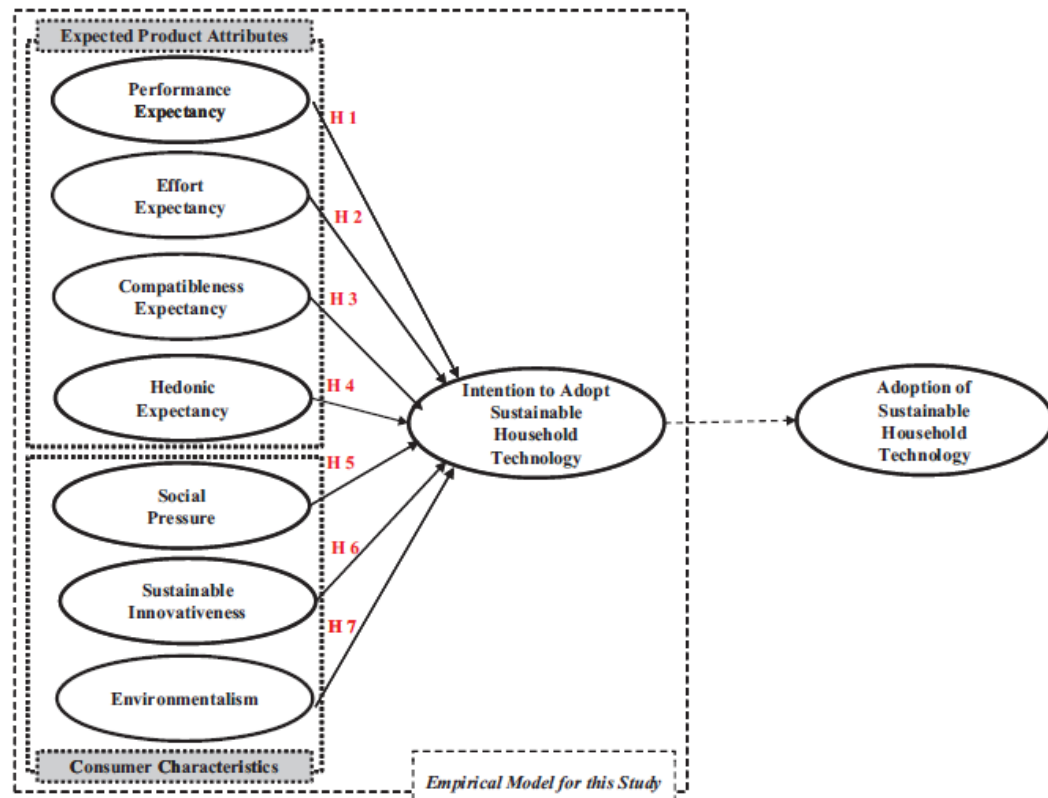 Expected Product Attributes
Performance
Expectancy
H 1
Effort
Expectancy
H 2
Compatibleness
Expectancy
H 3
Hedonic
Expectancy
H 4
Intention to Adopt
Sustainable
Household
Technology
Adoption of
Sustainable
Household
Technology
Social
Pressure
H 5
Sustainable
Innovativeness
H 6
Environmentalism
H 7
Consumer Characteristics
Empirical Model for this Study